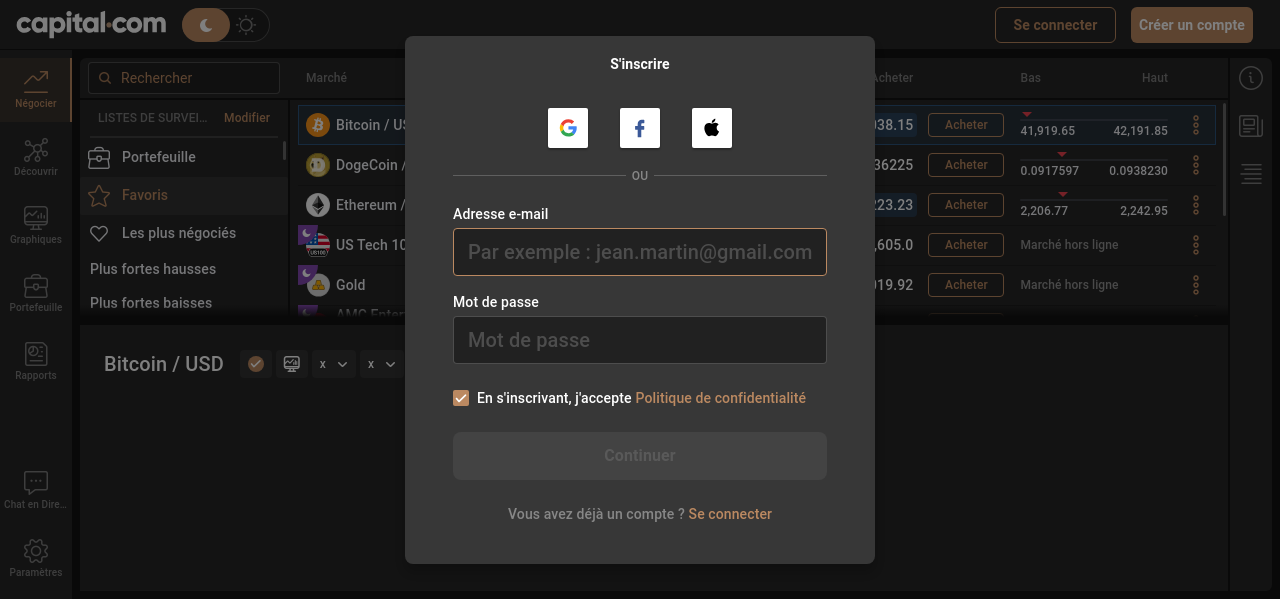 capital.com
Se connecter
Créer un compte
S'inscrire
Négocier
Rechercher
Marché
Acheter
Bas
Haut
LISTES DE SURVEI...
Modifier
Bitcoin / US
938.15
Acheter
41,919.65
42,191.85
Découvrir
Portefeuille
DogeCoin /
36225
Acheter
0.0917597
0.0938230
OU
Favoris
Ethereum /
223.23
Acheter
2,206.77
2,242.95
Adresse e-mail
Par exemple : jean.martin@gmail.com
Graphiques
Les plus négociés
US Tech 10
,605.0
Acheter
Marché hors ligne
Plus fortes hausses
Gold
019.92
Acheter
Marché hors ligne
Portefeuille
Plus fortes baisses
AMC Enter
Mot de passe
Mot de passe
Bitcoin / USD
x
x
Rapports
En s'inscrivant, j'accepte Politique de confidentialité
Continuer
Chat en Dire...
Vous avez déjà un compte ? Se connecter
Paramètres